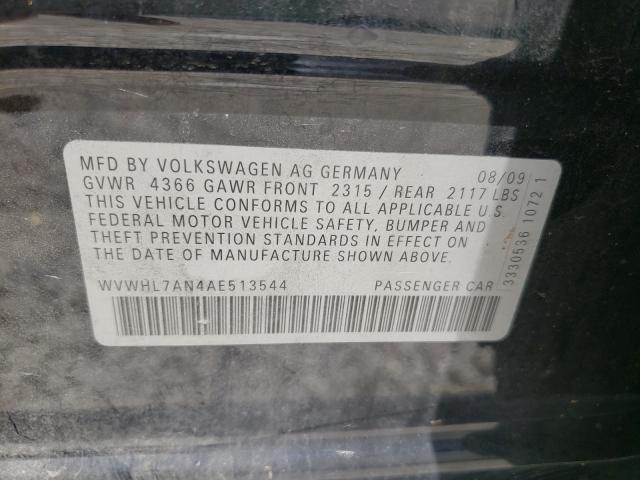 MFD BY VOLKSWAGEN AG GERMANY 08/09
GVWR 4366 GAWR FRONT 2315 / REAR 2117 LBS
THIS VEHICLE CONFORMS TO ALL APPLICABLE U.S.
FEDERAL MOTOR VEHICLE SAFETY, BUMPER AND
THEFT PREVENTION STANDARDS IN EFFECT ON
THE DATE OF MANUFACTURE SHOWN ABOVE.
WVWHL7AN4AE513544 PASSENGER CAR
3330536 10721